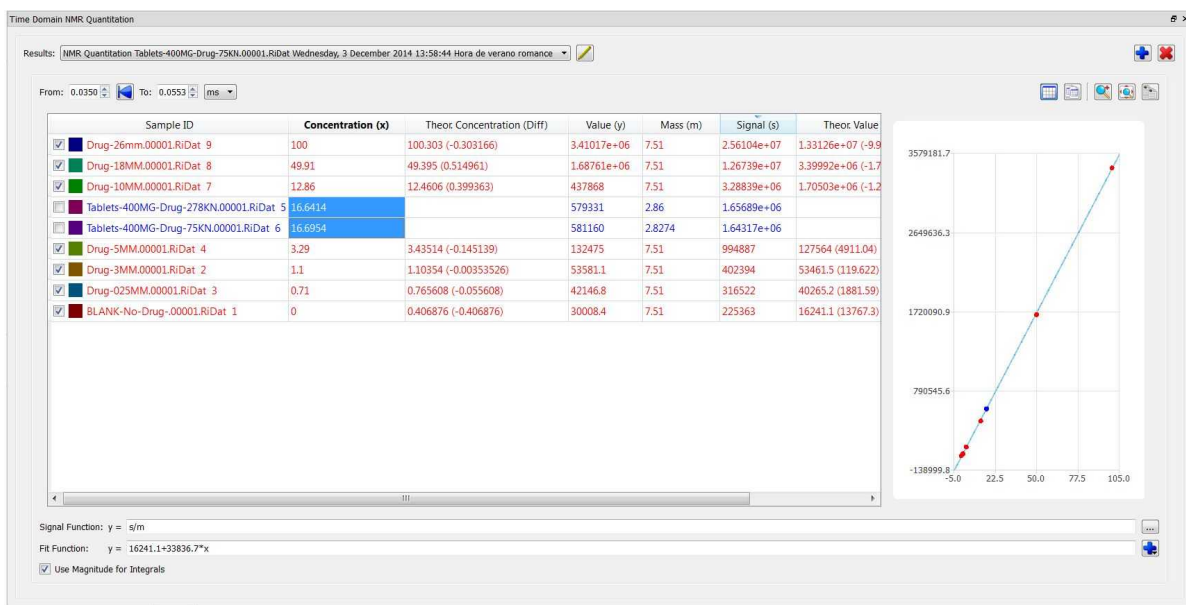 Time Domain NMR Quantitation
Results: NMR Quantitation Tablets-400MG-Drug-75KN.00001.RiDat Wednesday, 3 December 2014 13:58:44 Hora de verano romance
From: 0.0350 To: 0.0553 ms
Sample ID Concentration (x) Theor. Concentration (Diff) Value (y) Mass (m) Signal (s) Theor. Value
Drug-26mm.00001.RiDat 9 100 100.303 (-0.303166) 3.41017e+06 7.51 2.56104e+07 1.33126e+07 (-9.9
Drug-18MM.00001.RiDat 8 49.91 49.395 (0.514961) 1.68761e+06 7.51 1.26739e+07 3.39992e+06 (-1.7
Drug-10MM.00001.RiDat 7 12.86 12.4606 (0.399363) 437868 7.51 3.28839e+06 1.70503e+06 (-1.2
Tablets-400MG-Drug-278KN.00001.RiDat 5 16.6414 579331 2.86 1.65689e+06
Tablets-400MG-Drug-75KN.00001.RiDat 6 16.6954 581160 2.8274 1.64317e+06
Drug-5MM.00001.RiDat 4 3.29 3.43514 (-0.145139) 132475 7.51 994887 127564 (4911.04)
Drug-3MM.00001.RiDat 2 1.1 1.10354 (-0.00353526) 53581.1 7.51 402394 53461.5 (119.622)
Drug-025MM.00001.RiDat 3 0.71 0.765608 (-0.055608) 42146.8 7.51 316522 40265.2 (1881.59)
BLANK-No-Drug-.00001.RiDat 1 0 0.406876 (-0.406876) 30008.4 7.51 225363 16241.1 (13767.3)
3579181.7
2649636.3
1720090.9
790545.6
-138999.8
-5.0 22.5 50.0 77.5 105.0
Signal Function: y = s/m
...
Fit Function: y = 16241.1+33836.7*x
Use Magnitude for Integrals